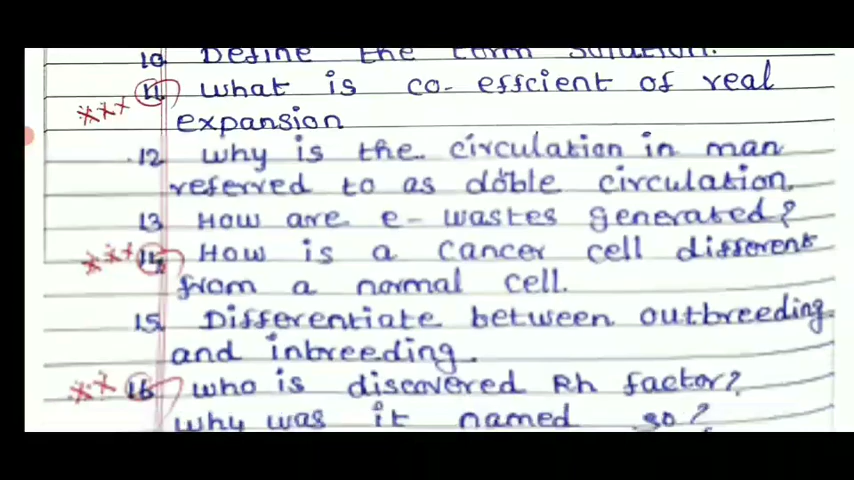 10. Define the term solution.
*** 11. What is co-effcient of real
expansion
12. Why is the circulation in man
referred to as doble circulation.
13. How are e-wastes generated?
*** 14. How is a cancer cell different
from a normal cell.
15. Differentiate between outbreeding
and inbreeding.
** 16. who is discovered Rh factor?
why was it named so?